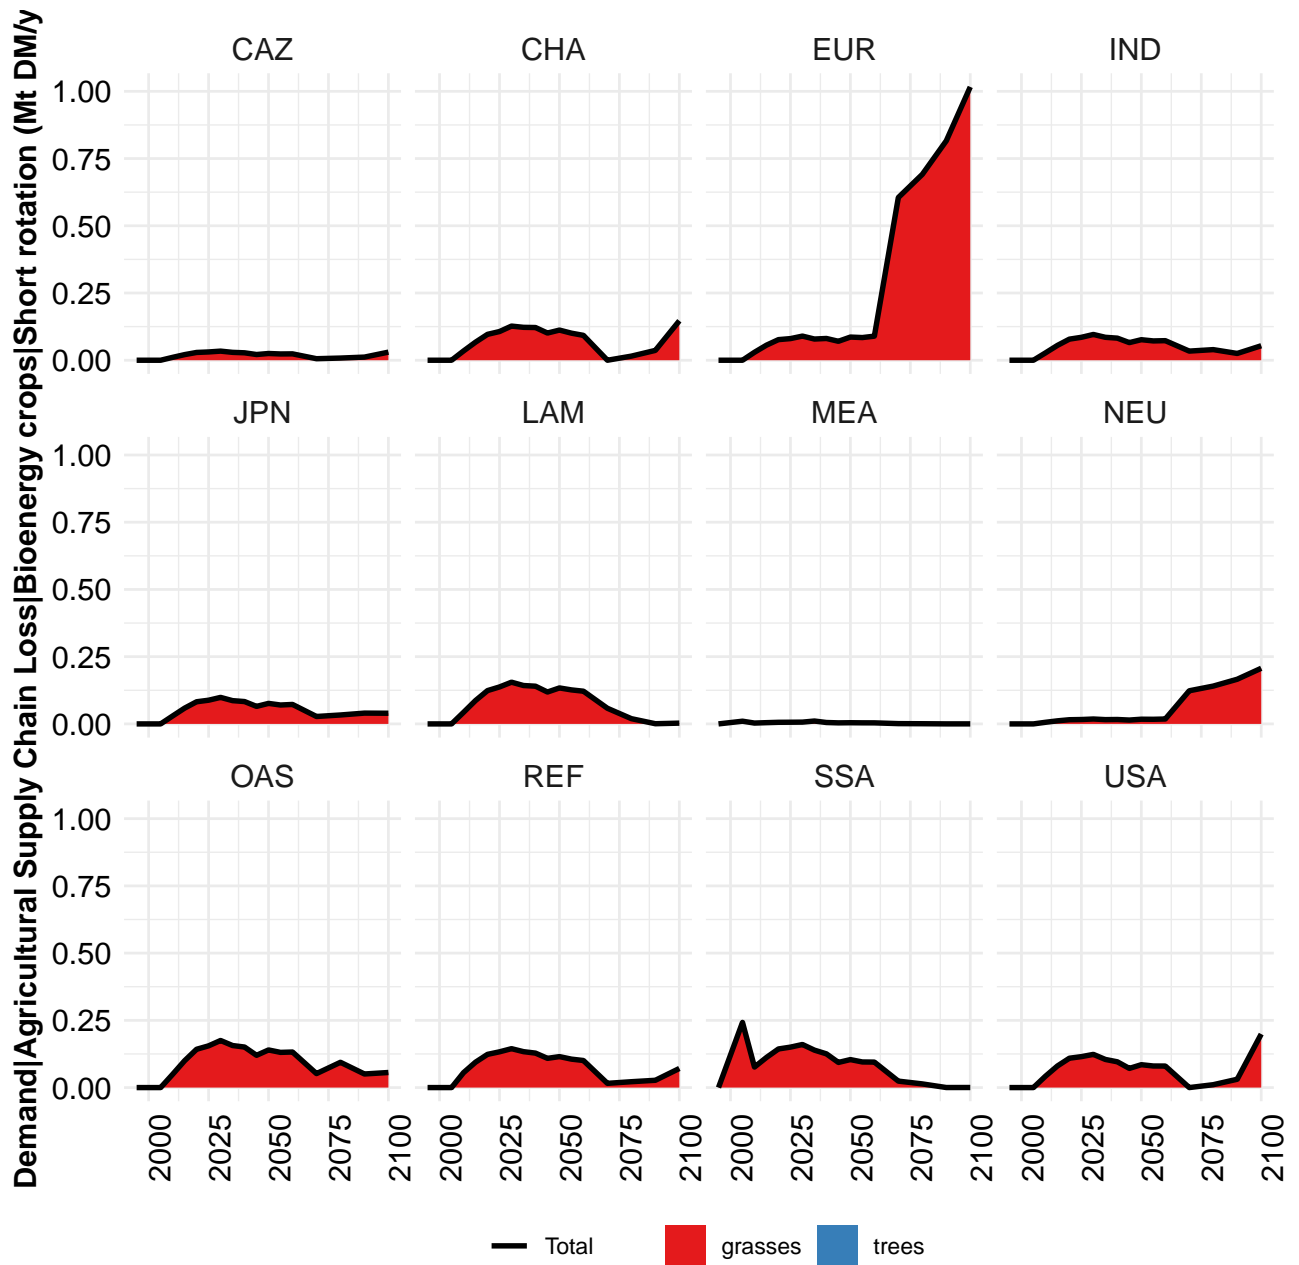 Demand|Agricultural Supply Chain Loss|Bioenergy crops|Short rotation (Mt DM/y
CAZ CHA EUR IND
1.00
0.75
0.50
0.25
0.00
JPN LAM MEA NEU
1.00
0.75
0.50
0.25
0.00
OAS REF SSA USA
1.00
0.75
0.50
0.25
0.00
2000 2025 2050 2075 2100 2000 2025 2050 2075 2100 2000 2025 2050 2075 2100 2000 2025 2050 2075 2100
Total grasses trees